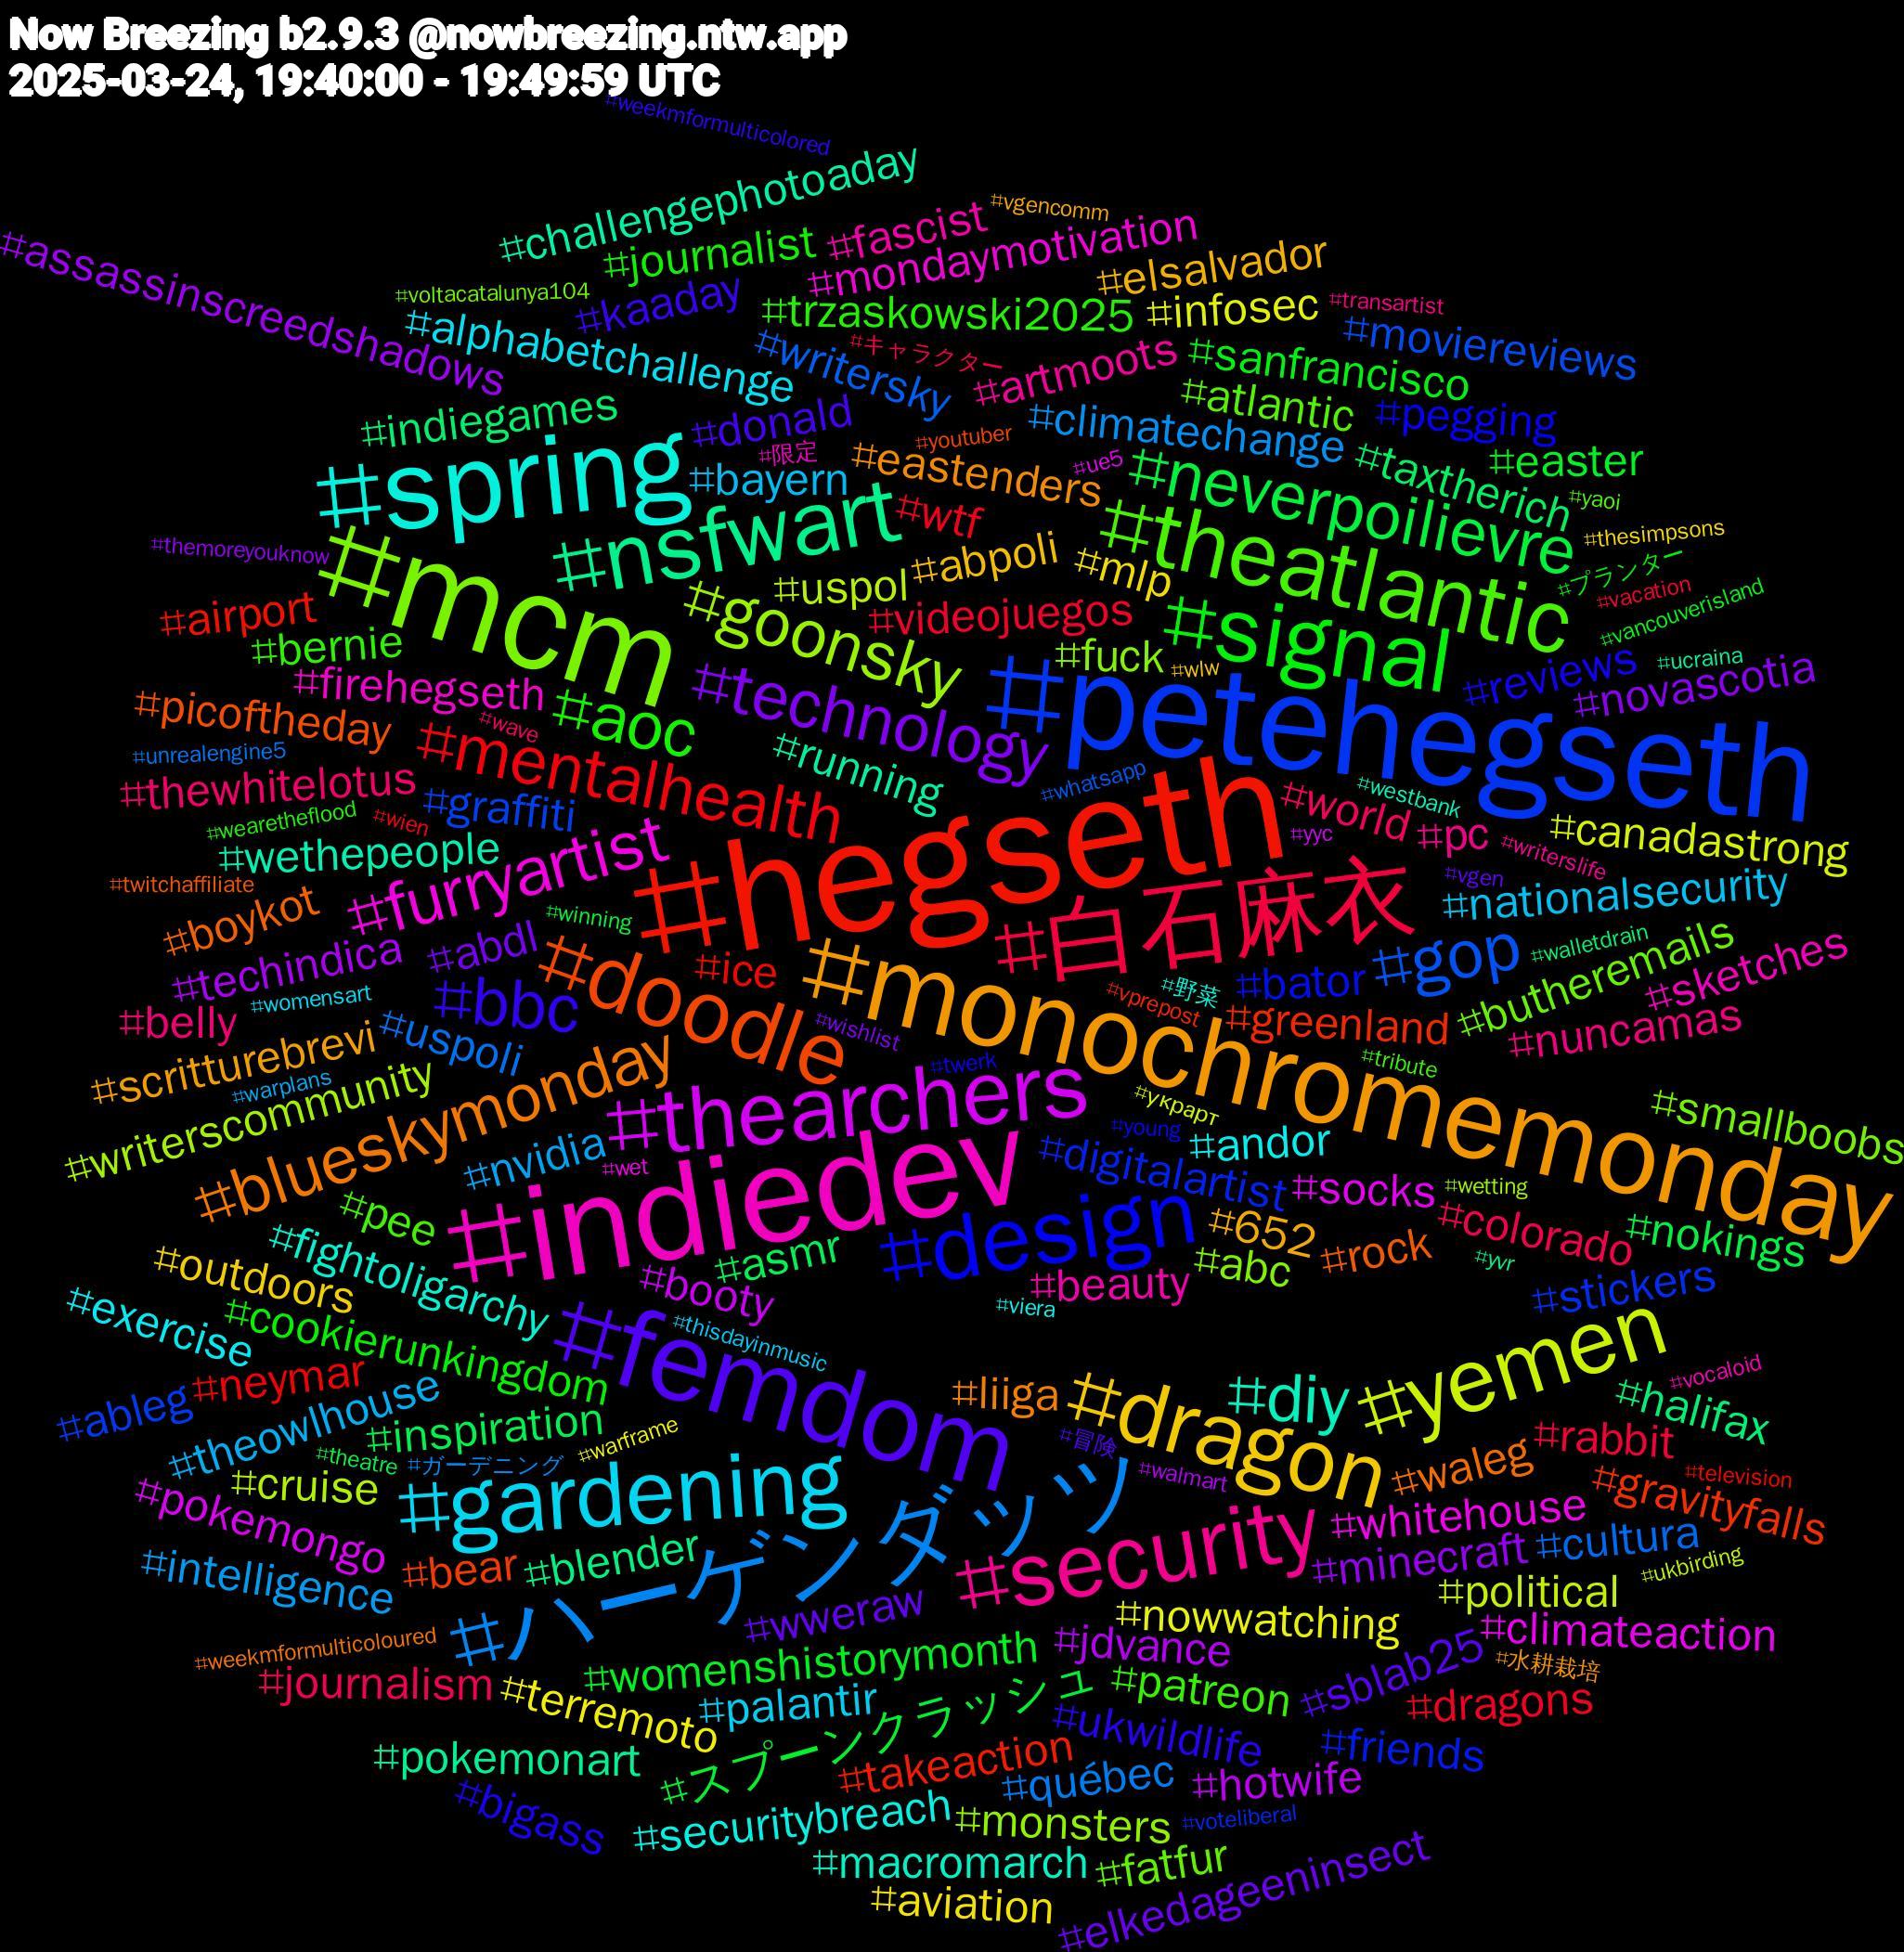 Now Breezing b2.9.3 @nowbreezing.ntw.app
2025-03-24, 19:40:00 - 19:49:59 UTC
#weekmformulticolored
#challengephotoaday
#vgencomm
#assassinscreedshadows
#voltacatalunya104
#journalist
#fascist
#mondaymotivation
#elsalvador
#transartist
#kaaday
#trzaskowski2025
#infosec
#alphabetchallenge
#writersky
#キャラクター
#sanfrancisco
#moviereviews
#artmoots
#indiegames
#donald
#youtuber
#climatechange
#atlantic
#pegging
#限定
#ue5
#spring
#bayern
#eastenders
#taxtherich
#easter
#yaoi
#thesimpsons
#nsfwart
#wtf
#neverpoilievre
#themoreyouknow
#abpoli
#mlp
#プランター
#vacation
#airport
#mcm
#uspol
#theatlantic
#vancouverisland
#videojuegos
#bernie
#goonsky
#fuck
#signal
#wlw
#ucraina
#firehegseth
#aoc
#technology
#petehegseth
#reviews
#novascotia
#picoftheday
#wave
#unrealengine5
#mentalhealth
#running
#whatsapp
#westbank
#thewhitelotus
#graffiti
#world
#pc
#canadastrong
#wearetheflood
#wien
#wethepeople
#hegseth
#yyc
#writerslife
#twitchaffiliate
#furryartist
#白石麻衣
#vgen
#nationalsecurity
#boykot
#winning
#abdl
#ice
#gop
#butheremails
#walletdrain
#techindica
#bbc
#doodle
#monochromemonday
#bator
#野菜
#sketches
#womensart
#belly
#uspoli
#wishlist
#vprepost
#greenland
#nuncamas
#scritturebrevi
#warplans
#twerk
#tribute
#writerscommunity
#blueskymonday
#thearchers
#украрт
#smallboobs
#nvidia
#young
#andor
#digitalartist
#wet
#indiedev
#socks
#wetting
#pee
#design
#652
#colorado
#nokings
#fightoligarchy
#asmr
#abc
#rock
#outdoors
#booty
#beauty
#yvr
#exercise
#viera
#stickers
#cookierunkingdom
#thisdayinmusic
#yemen
#neymar
#femdom
#liiga
#diy
#dragon
#halifax
#vocaloid
#ableg
#theowlhouse
#inspiration
#冒険
#rabbit
#theatre
#ガーデニング
#warframe
#waleg
#television
#cruise
#gardening
#walmart
#gravityfalls
#pokemongo
#whitehouse
#bear
#blender
#ハーゲンダッツ
#security
#minecraft
#cultura
#ukbirding
#intelligence
#wweraw
#political
#weekmformulticoloured
#nowwatching
#jdvance
#climateaction
#journalism
#womenshistorymonth
#水耕栽培
#terremoto
#スプーンクラッシュ
#patreon
#sblab25
#palantir
#dragons
#pokemonart
#takeaction
#ukwildlife
#friends
#québec
#hotwife
#bigass
#securitybreach
#monsters
#voteliberal
#macromarch
#fatfur
#aviation
#elkedageeninsect